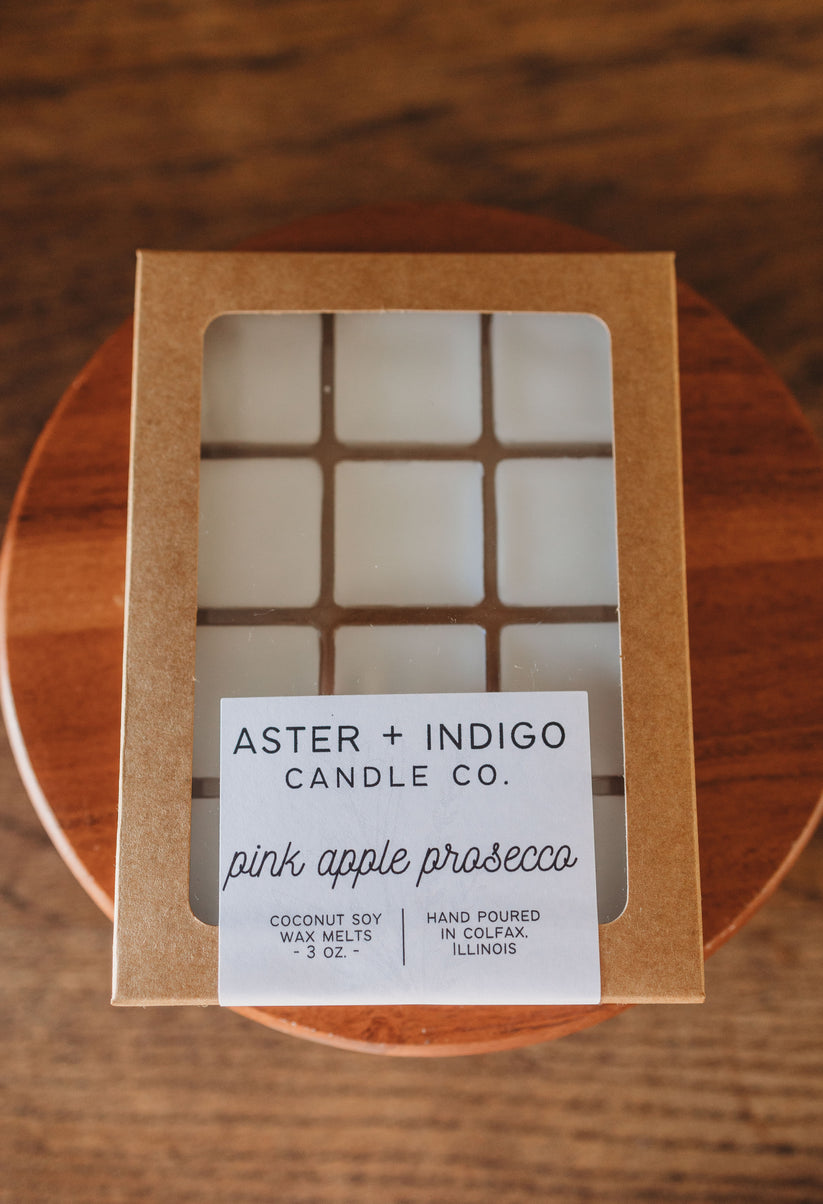 ASTER + INDIGO
CANDLE CO.
pink apple prosecco
COCONUT SOY
WAX MELTS
- 3 OZ. -
HAND POURED
IN COLFAX,
ILLINOIS